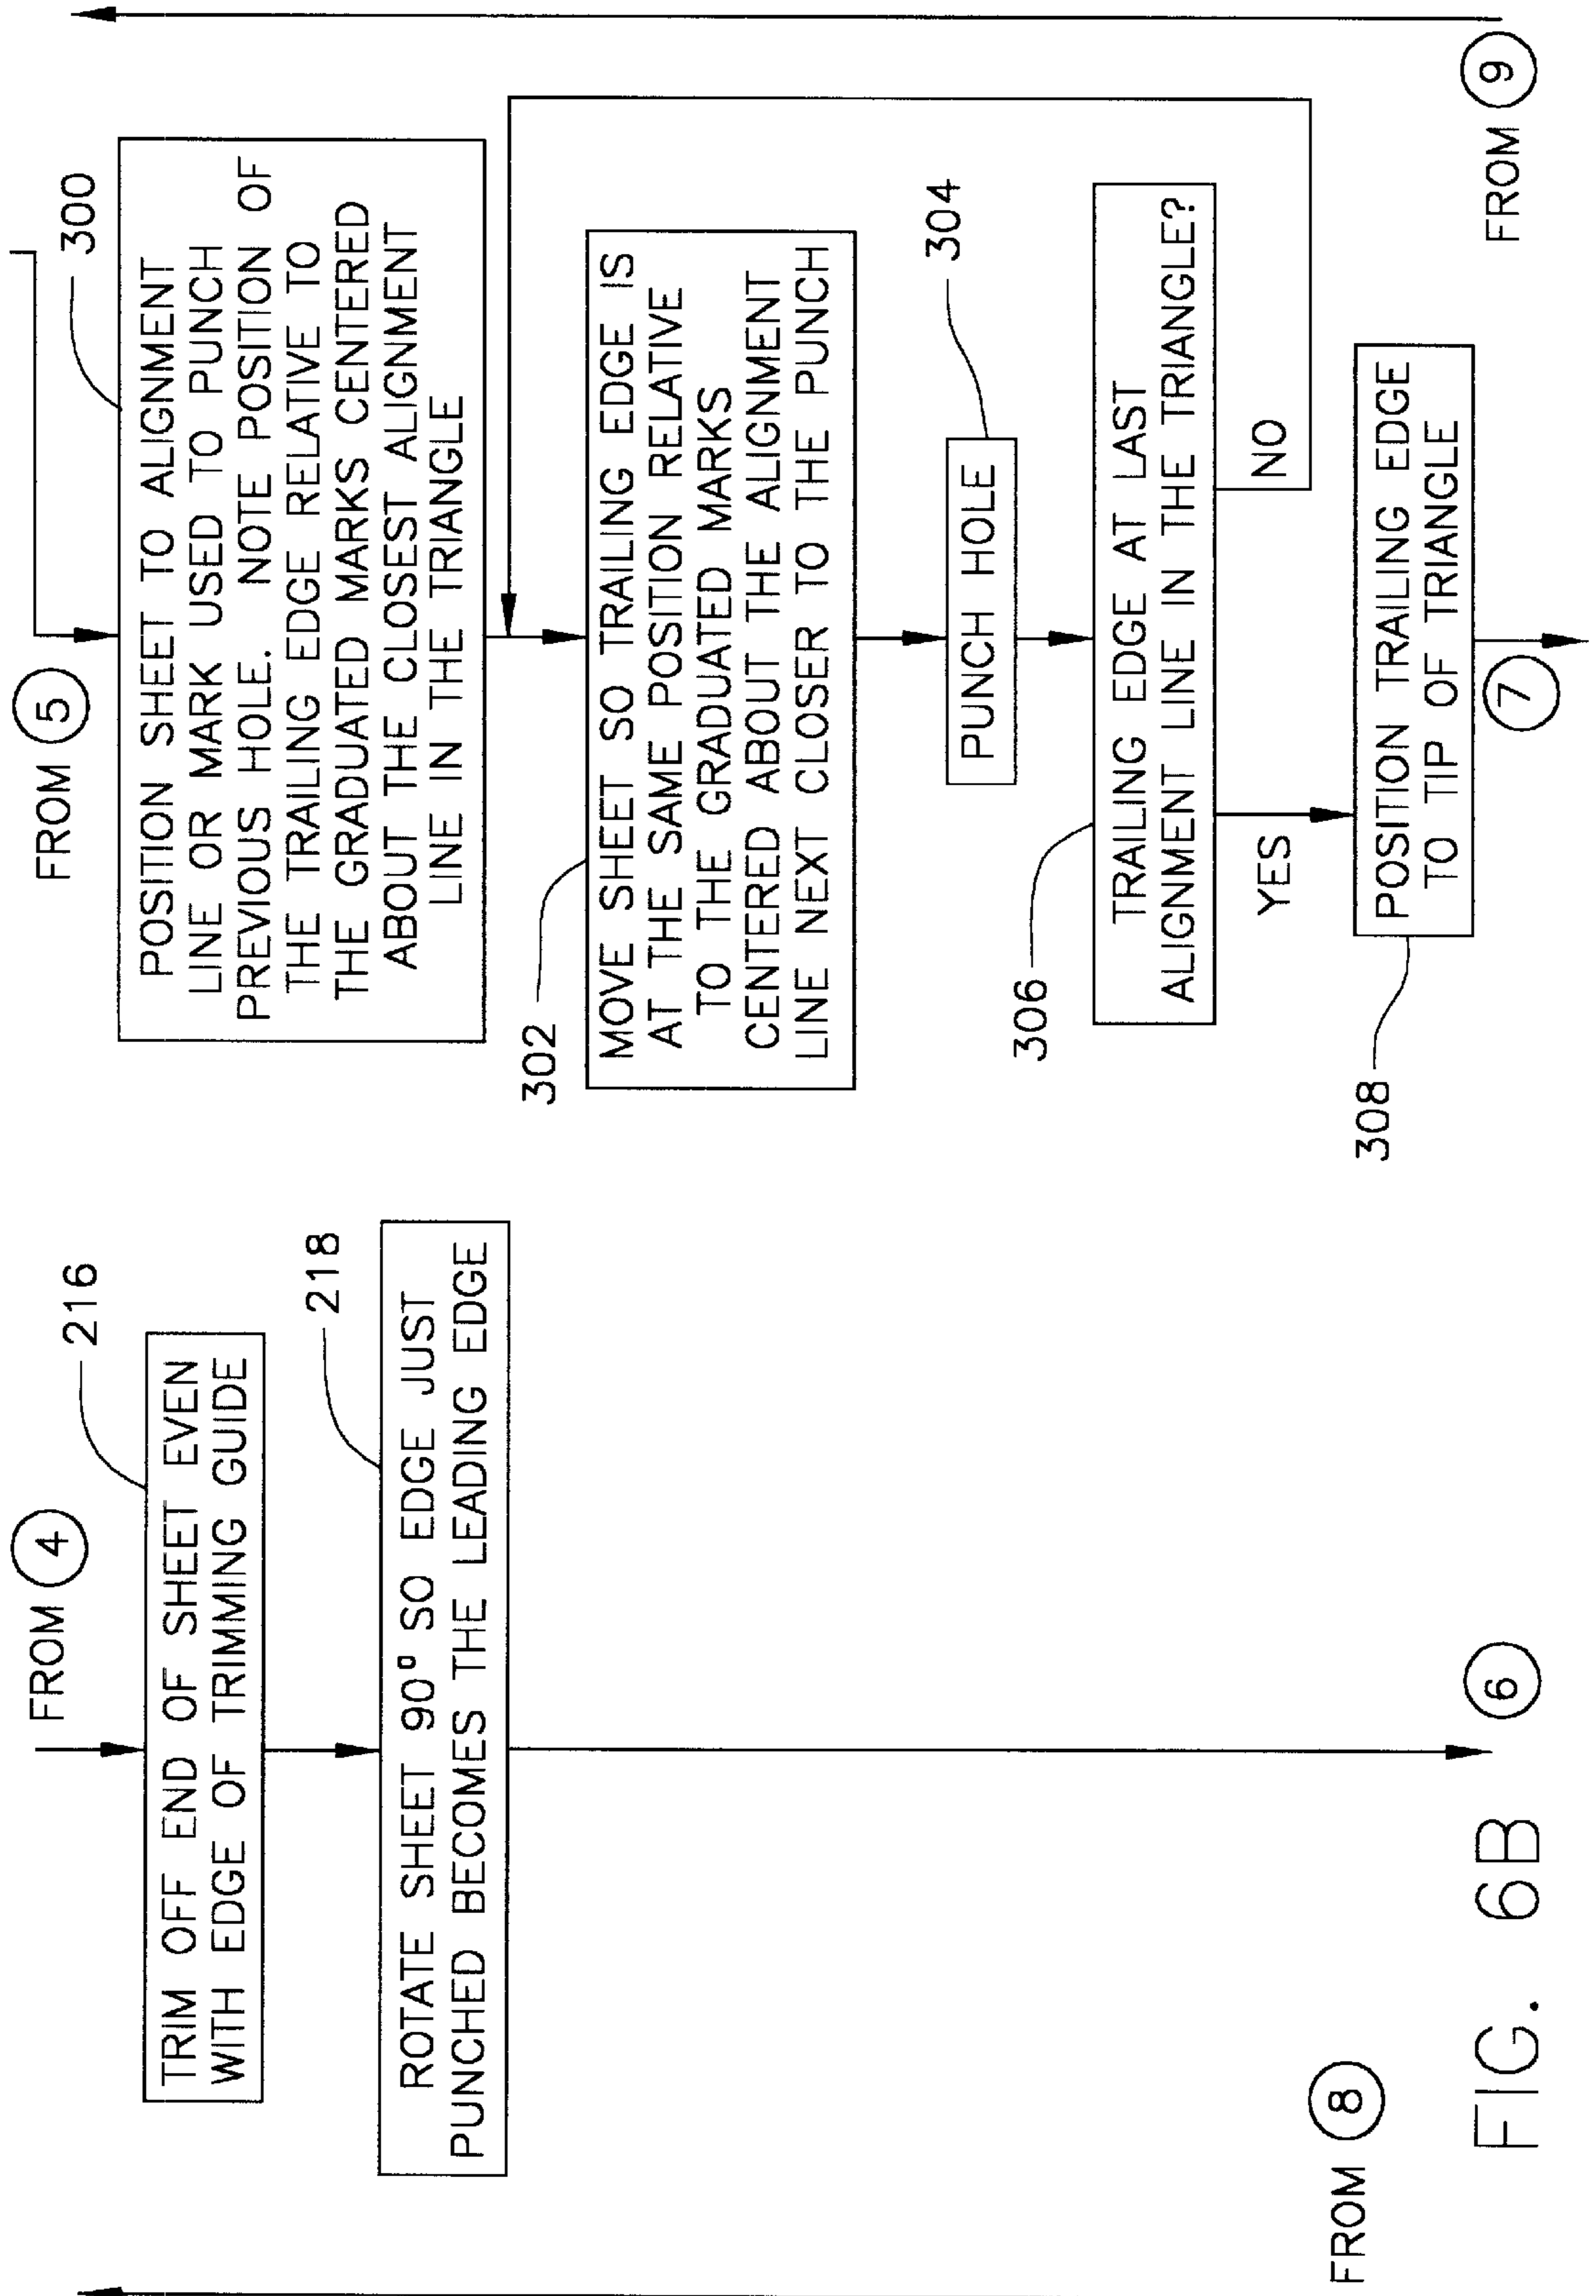 FROM 4
216
TRIM OFF END OF SHEET EVEN
WITH EDGE OF TRIMMING GUIDE
218
ROTATE SHEET 90° SO EDGE JUST
PUNCHED BECOMES THE LEADING EDGE
6
FROM 8
FROM 5
300
POSITION SHEET TO ALIGNMENT
LINE OR MARK USED TO PUNCH
PREVIOUS HOLE. NOTE POSITION OF
THE TRAILING EDGE RELATIVE TO
THE GRADUATED MARKS CENTERED
ABOUT THE CLOSEST ALIGNMENT
LINE IN THE TRIANGLE
302
MOVE SHEET SO TRAILING EDGE IS
AT THE SAME POSITION RELATIVE
TO THE GRADUATED MARKS
CENTERED ABOUT THE ALIGNMENT
LINE NEXT CLOSER TO THE PUNCH
304
PUNCH HOLE
306
TRAILING EDGE AT LAST
ALIGNMENT LINE IN THE TRIANGLE?
YES
NO
308
POSITION TRAILING EDGE
TO TIP OF TRIANGLE
7
FROM 9
FIG. 6B